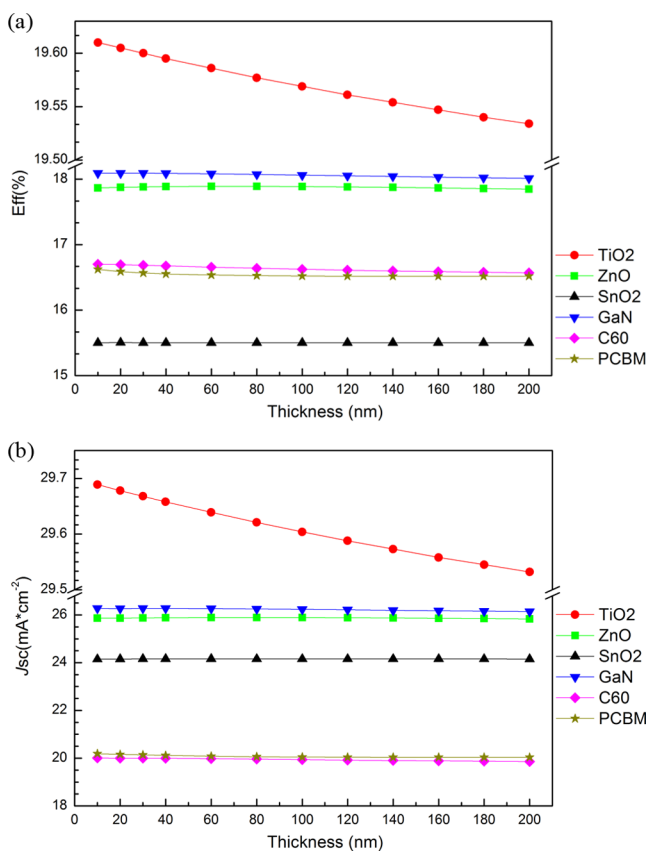 (a)
19.60
19.55
19.50
18
17
16
15
Eff(%)
0 20 40 60 80 100 120 140 160 180 200
Thickness (nm)
TiO2
ZnO
SnO2
GaN
C60
PCBM
(b)
29.7
29.6
29.5
26
24
22
20
18
Jsc(mA*cm-2)
0 20 40 60 80 100 120 140 160 180 200
Thickness (nm)
TiO2
ZnO
SnO2
GaN
C60
PCBM